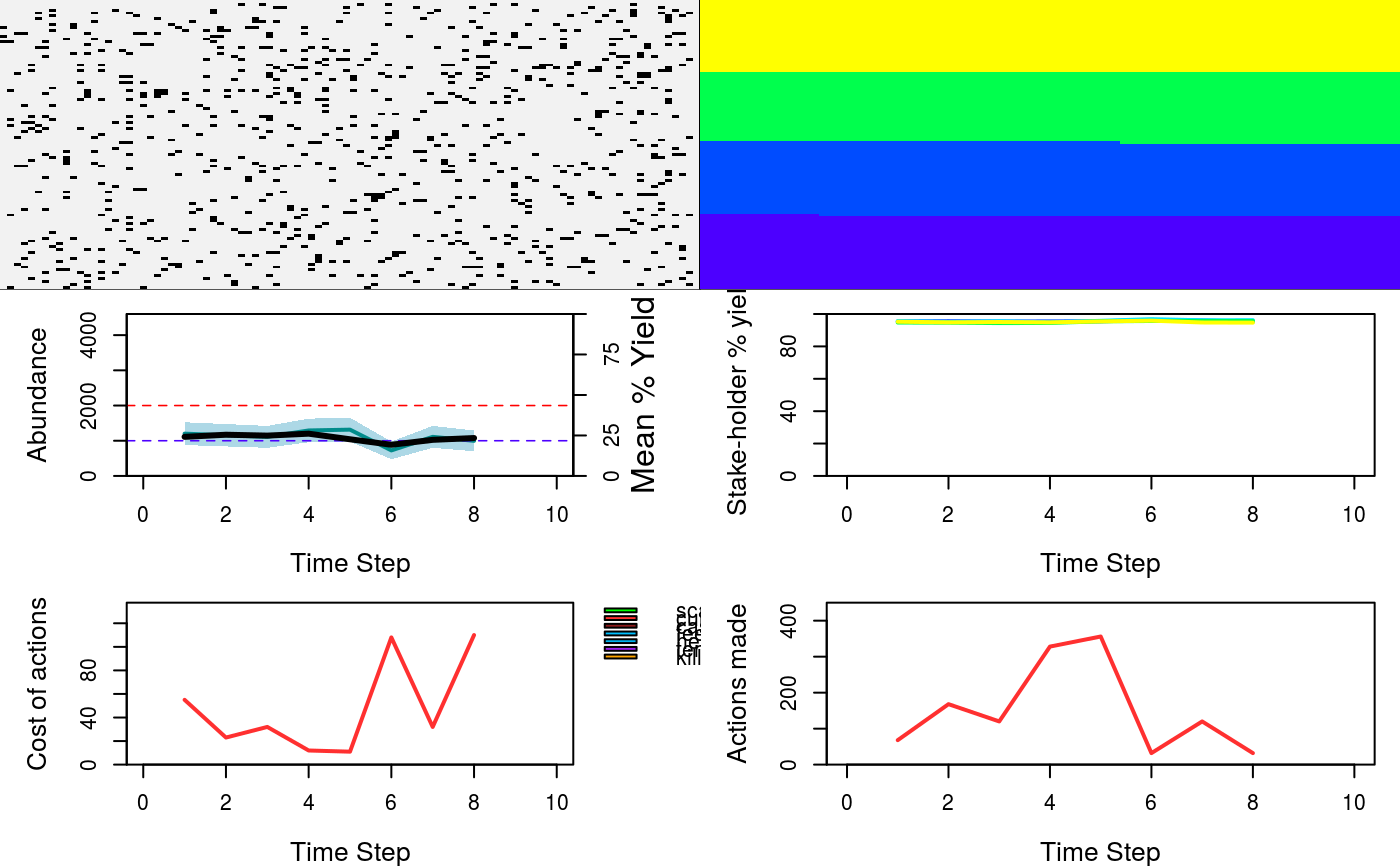 Abundance
4000
2000
0
Mean % Yield
75
25
0
0 2 4 6 8 10
Time Step
Stake-holder % yiel
80
40
0
0 2 4 6 8 10
Time Step
Cost of actions
80
40
0
0 2 4 6 8 10
Time Step
kill
Actions made
400
200
0
0 2 4 6 8 10
Time Step